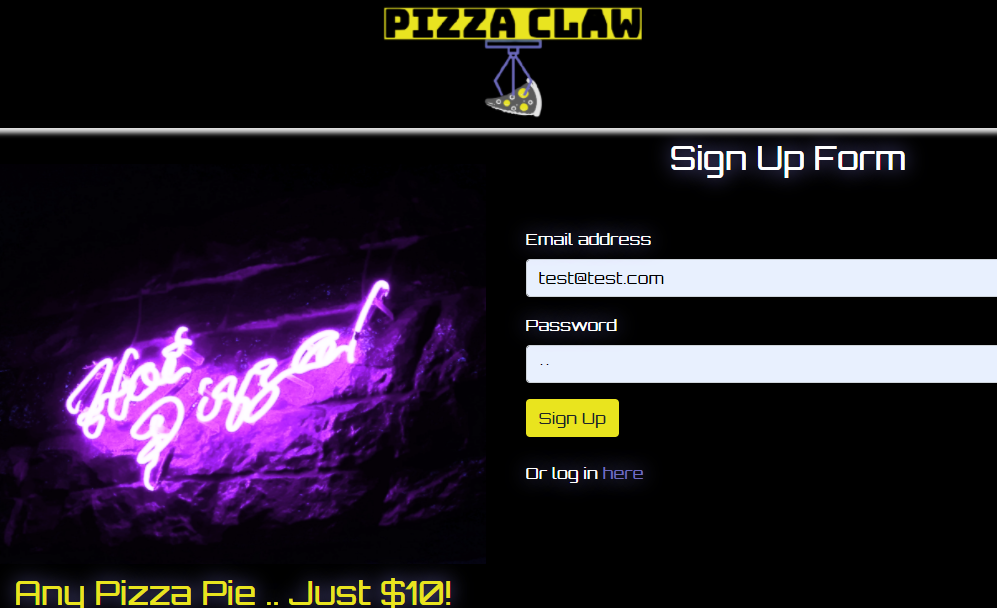 PIZZA CLAW
Sign Up Form
Email address
test@test.com
Password
..
Sign Up
Or log in here
Hot Pizza!
Any Pizza Pie .. Just $10!